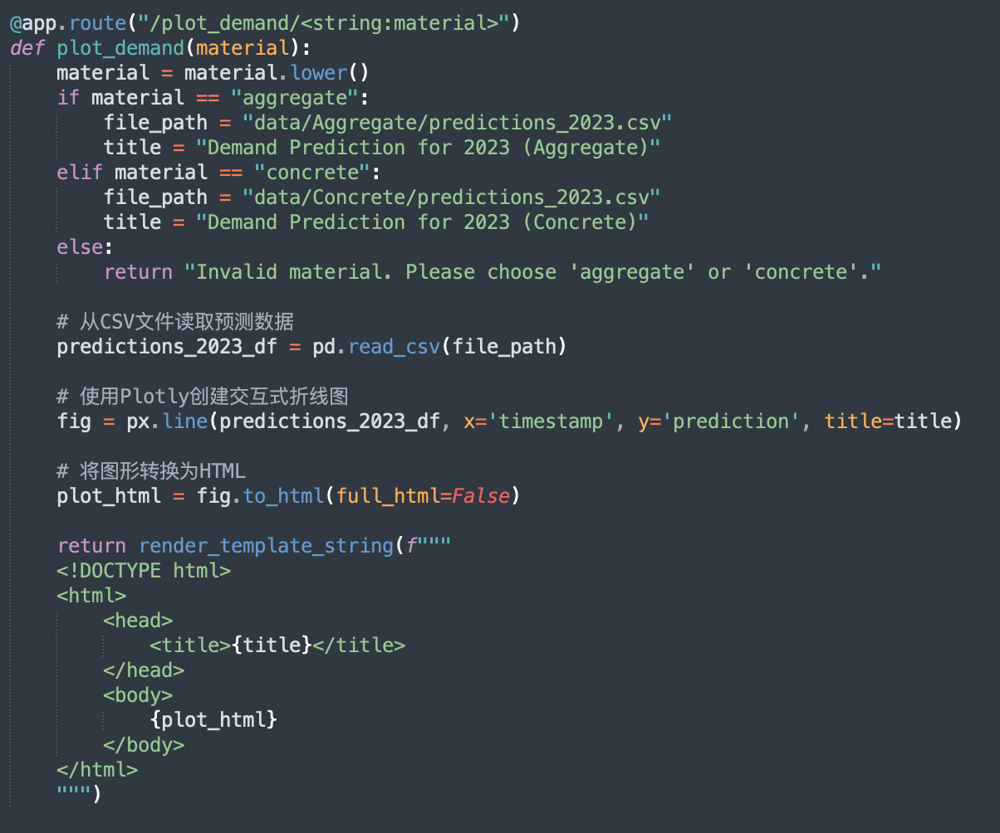 @app.route("/plot_demand/<string:material>")
def plot_demand(material):
    material = material.lower()
    if material == "aggregate":
        file_path = "data/Aggregate/predictions_2023.csv"
        title = "Demand Prediction for 2023 (Aggregate)"
    elif material == "concrete":
        file_path = "data/Concrete/predictions_2023.csv"
        title = "Demand Prediction for 2023 (Concrete)"
    else:
        return "Invalid material. Please choose 'aggregate' or 'concrete'."

    # 从CSV文件读取预测数据
    predictions_2023_df = pd.read_csv(file_path)

    # 使用Plotly创建交互式折线图
    fig = px.line(predictions_2023_df, x='timestamp', y='prediction', title=title)

    # 将图形转换为HTML
    plot_html = fig.to_html(full_html=False)

    return render_template_string(f"""
    <!DOCTYPE html>
    <html>
        <head>
            <title>{title}</title>
        </head>
        <body>
            {plot_html}
        </body>
    </html>
    """)